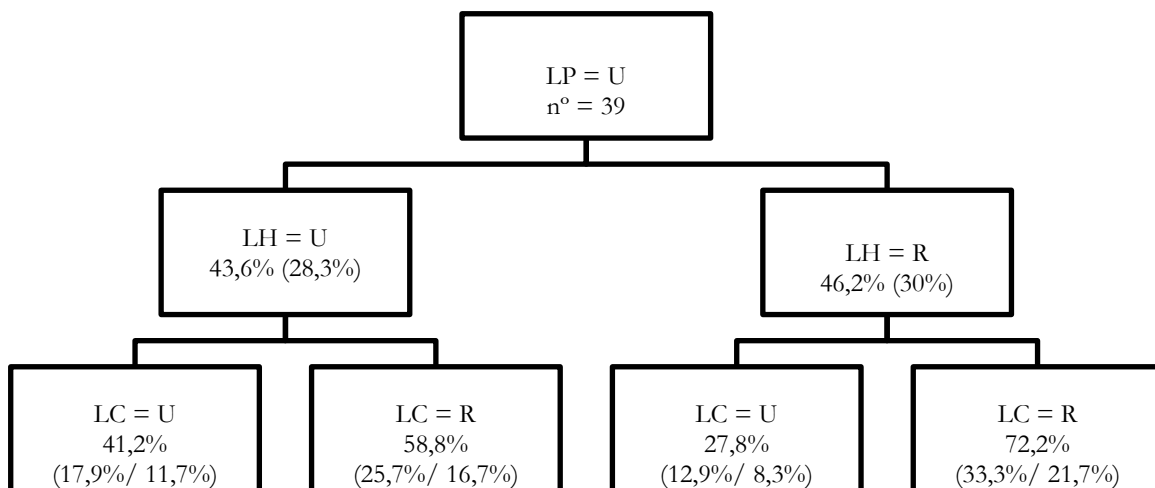 LP = U
nº = 39
LH = U
43,6% (28,3%)
LH = R
46,2% (30%)
LC = U
41,2%
(17,9%/ 11,7%)
LC = R
58,8%
(25,7%/ 16,7%)
LC = U
27,8%
(12,9%/ 8,3%)
LC = R
72,2%
(33,3%/ 21,7%)